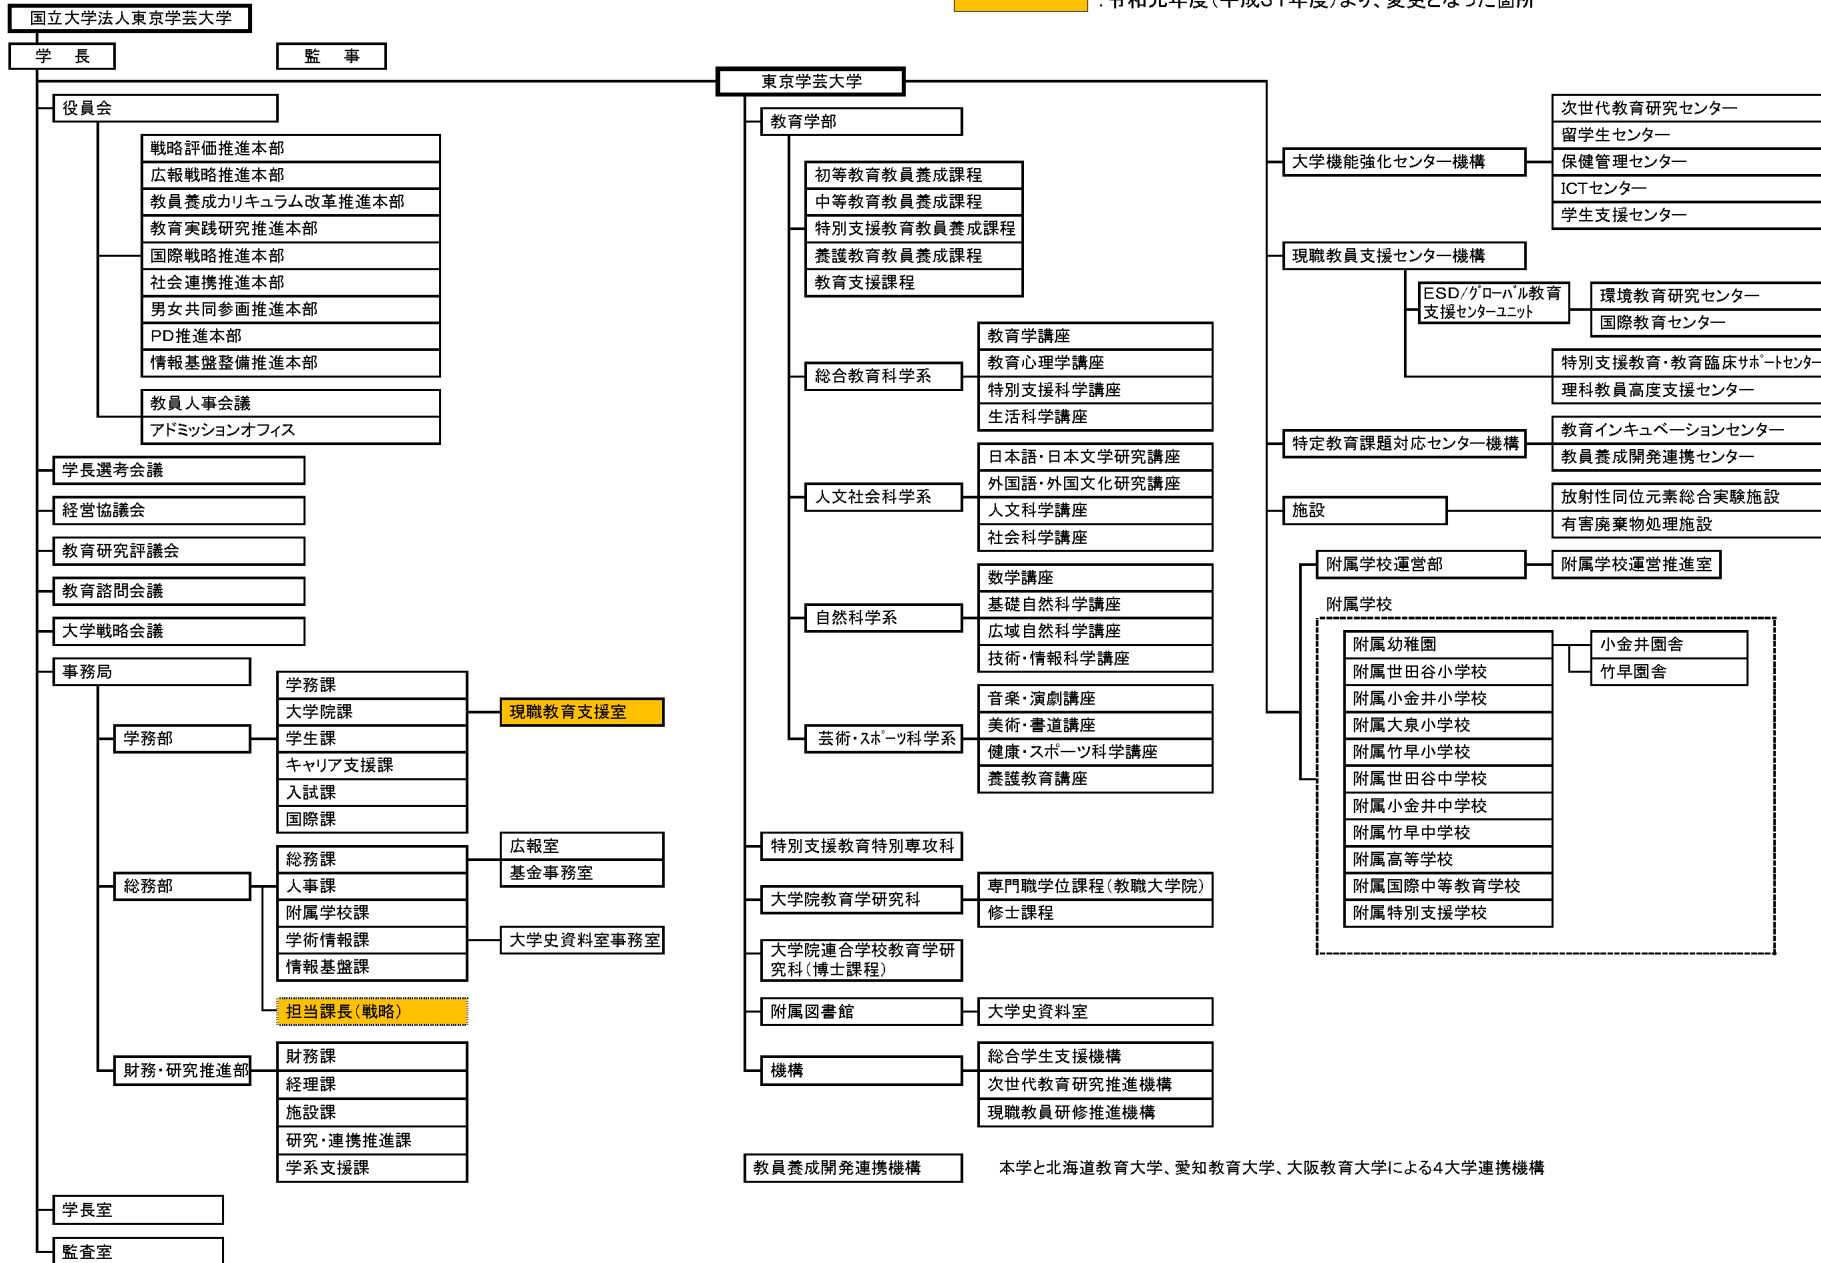 ：令和元年度（平成31年度）より、変更となった箇所
国立大学法人東京学芸大学
学　長
監　事
東京学芸大学
役員会
戦略評価推進本部
広報戦略推進本部
教員養成カリキュラム改革推進本部
教育実践研究推進本部
国際戦略推進本部
社会連携推進本部
男女共同参画推進本部
PD推進本部
情報基盤整備推進本部
教員人事会議
アドミッションオフィス
学長選考会議
経営協議会
教育研究評議会
教育諮問会議
大学戦略会議
事務局
学務部
学務課
大学院課
学生課
キャリア支援課
入試課
国際課
現職教育支援室
総務部
総務課
人事課
附属学校課
学術情報課
情報基盤課
広報室
基金事務室
大学史資料室事務室
担当課長（戦略）
財務・研究推進部
財務課
経理課
施設課
研究・連携推進課
学系支援課
学長室
監査室
教育学部
初等教育教員養成課程
中等教育教員養成課程
特別支援教育教員養成課程
養護教育教員養成課程
教育支援課程
総合教育科学系
教育学講座
教育心理学講座
特別支援科学講座
生活科学講座
人文社会科学系
日本語・日本文学研究講座
外国語・外国文化研究講座
人文科学講座
社会科学講座
自然科学系
数学講座
基礎自然科学講座
広域自然科学講座
技術・情報科学講座
芸術・ｽﾎﾟｰﾂ科学系
音楽・演劇講座
美術・書道講座
健康・スポーツ科学講座
養護教育講座
特別支援教育特別専攻科
大学院教育学研究科
専門職学位課程（教職大学院）
修士課程
大学院連合学校教育学研
究科（博士課程）
附属図書館
大学史資料室
機構
総合学生支援機構
次世代教育研究推進機構
現職教員研修推進機構
教員養成開発連携機構
本学と北海道教育大学、愛知教育大学、大阪教育大学による4大学連携機構
大学機能強化センター機構
次世代教育研究センター
留学生センター
保健管理センター
ICTセンター
学生支援センター
現職教員支援センター機構
ESD/ｸﾞﾛｰﾊﾞﾙ教育
支援ｾﾝﾀｰﾕﾆｯﾄ
環境教育研究センター
国際教育センター
特別支援教育・教育臨床ｻﾎﾟｰﾄｾﾝﾀｰ
理科教員高度支援センター
特定教育課題対応センター機構
教育インキュベーションセンター
教員養成開発連携センター
施設
放射性同位元素総合実験施設
有害廃棄物処理施設
附属学校運営部
附属学校運営推進室
附属学校
附属幼稚園
小金井園舎
竹早園舎
附属世田谷小学校
附属小金井小学校
附属大泉小学校
附属竹早小学校
附属世田谷中学校
附属小金井中学校
附属竹早中学校
附属高等学校
附属国際中等教育学校
附属特別支援学校